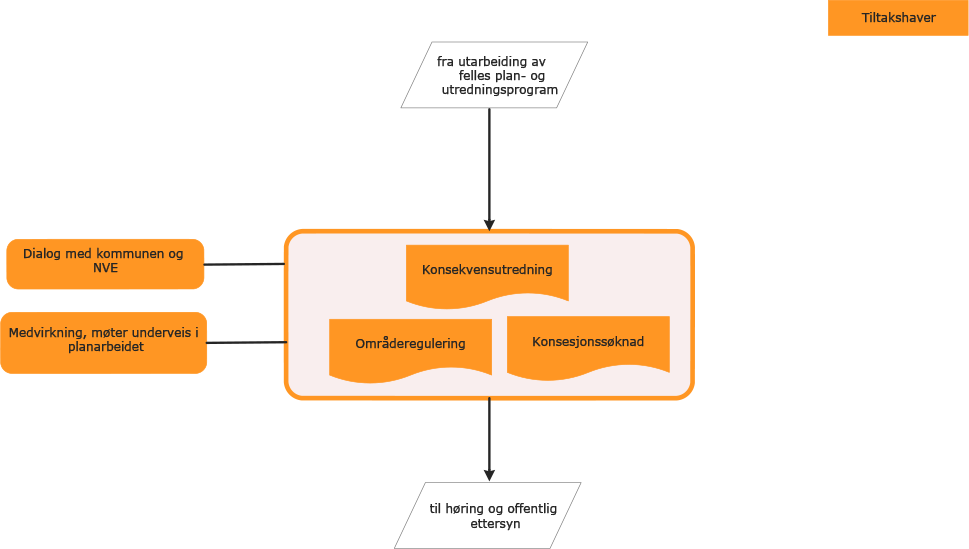 Tiltakshaver
fra utarbeiding av
felles plan- og
utredningsprogram
Dialog med kommunen og
NVE
Konsekvensutredning
Medvirkning, møter underveis i
planarbeidet
Områderegulering
Konsesjonssøknad
til høring og offentlig
ettersyn